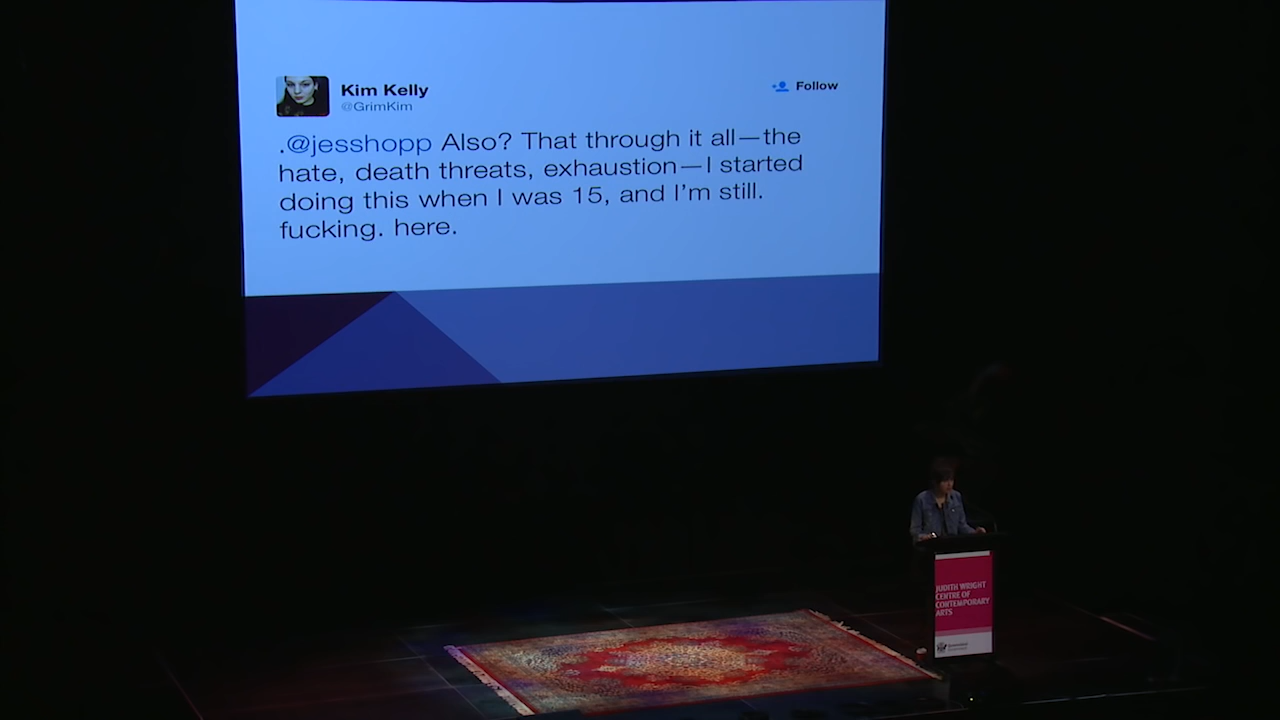 Kim Kelly
@GrimKim
Follow
.@jesshopp Also? That through it all—the
hate, death threats, exhaustion—I started
doing this when I was 15, and I'm still.
fucking. here.
JUDITH WRIGHT
CENTRE OF
CONTEMPORARY
ARTS